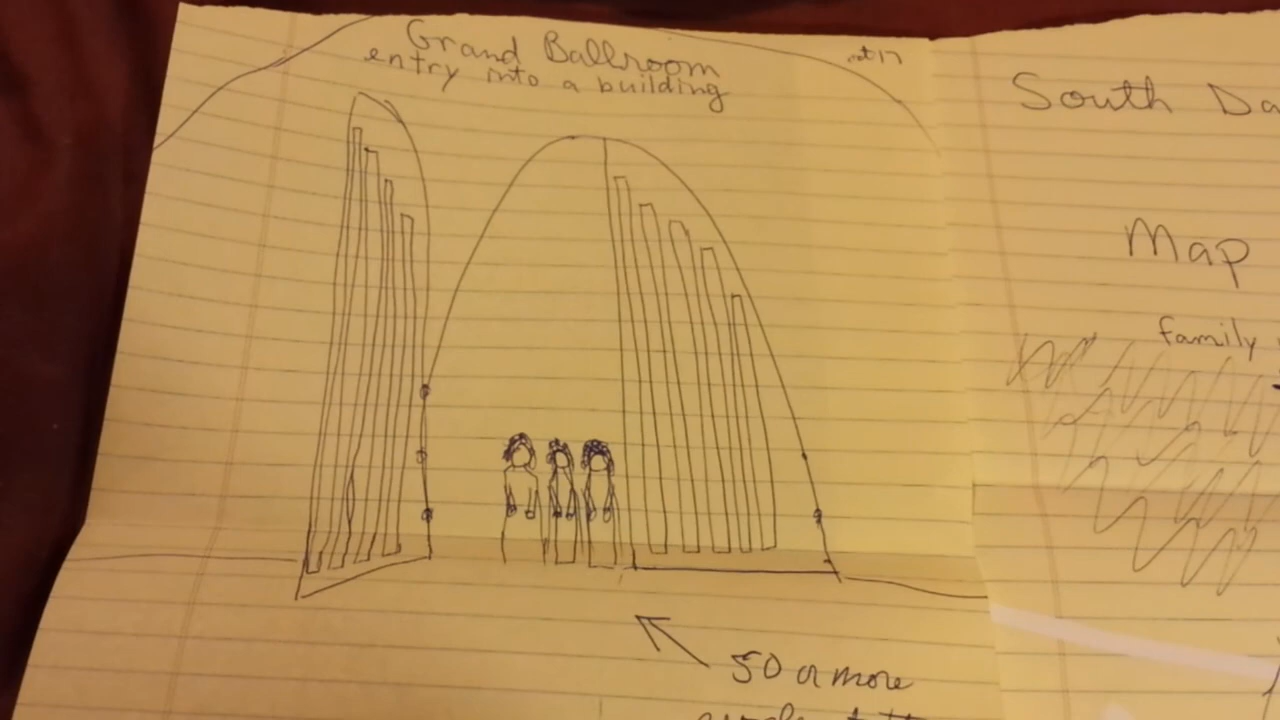 Grand Ballroom
entry into a building
South Da
Map
family
50 or more